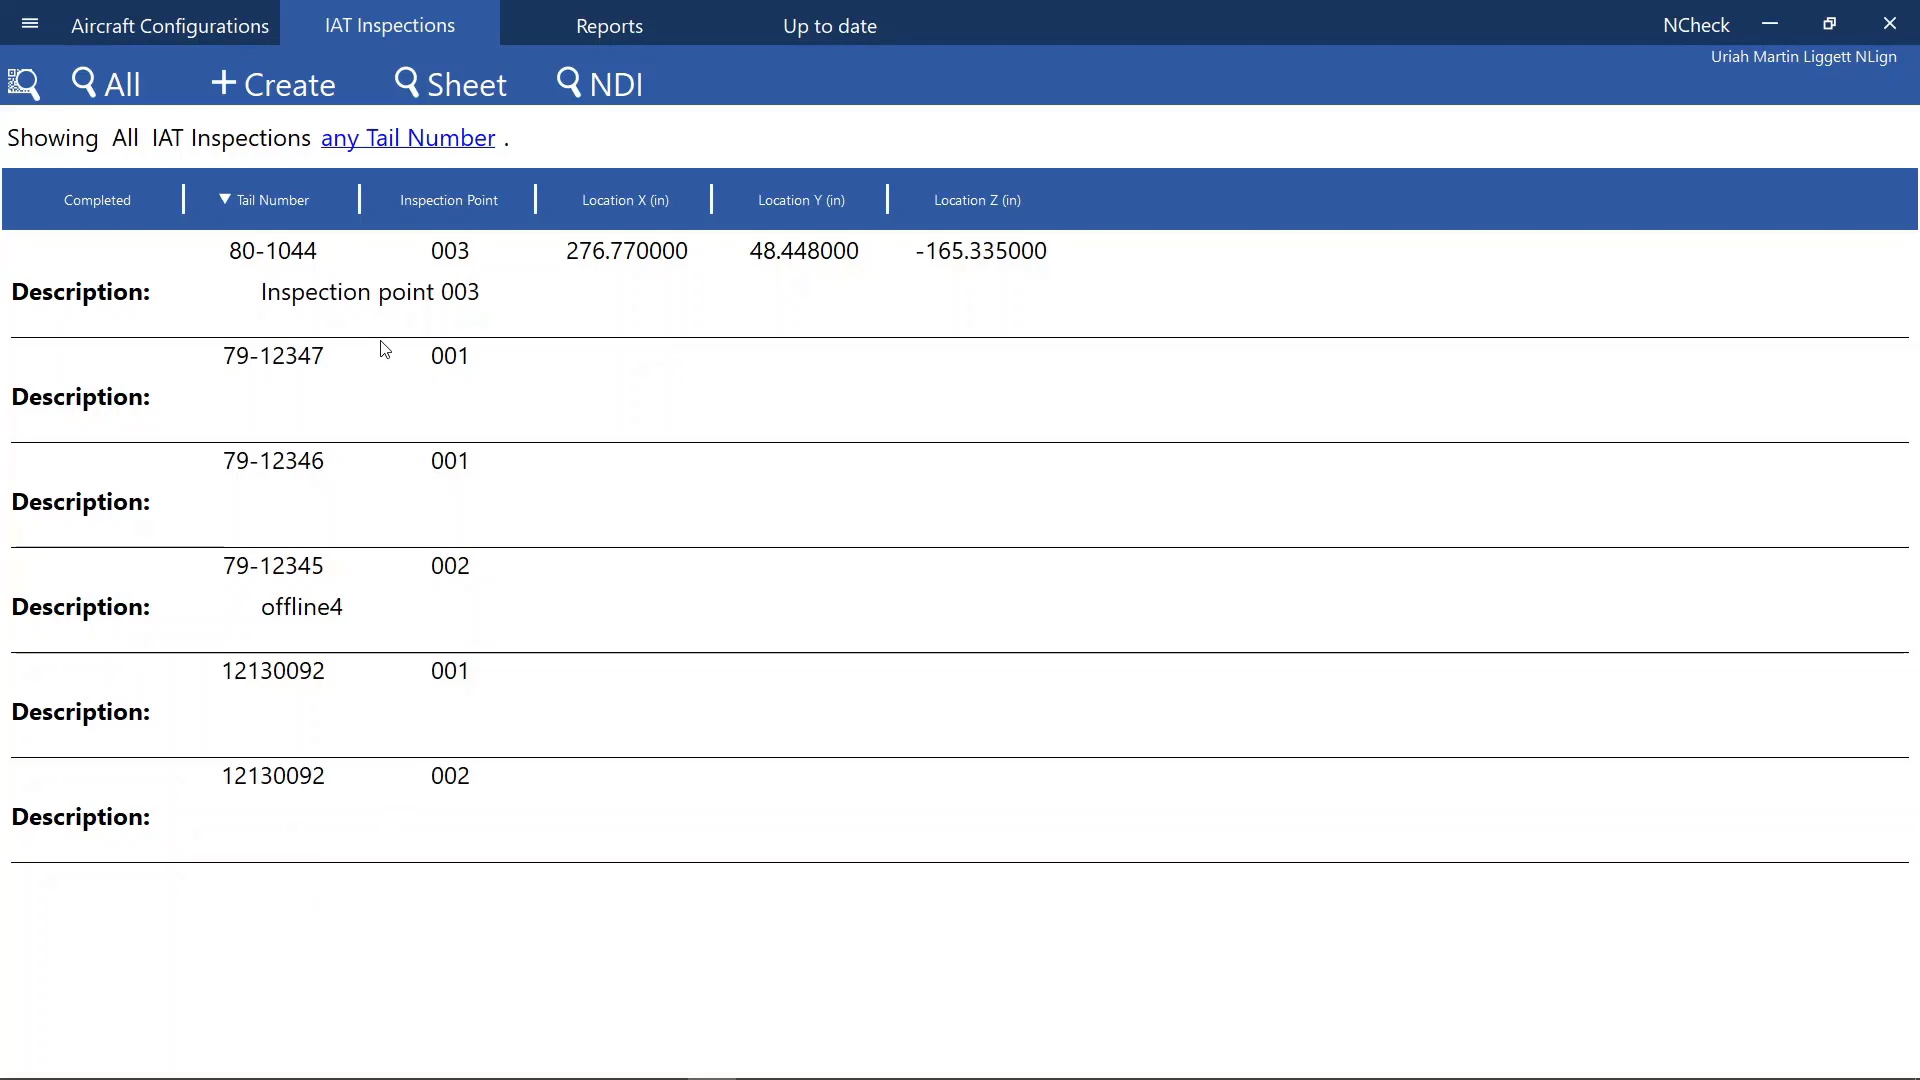 Aircraft Configurations IAT Inspections Reports Up to date NCheck
Uriah Martin Liggett NLign
All Create Sheet NDI
Showing All IAT Inspections any Tail Number .
Completed ▼ Tail Number Inspection Point Location X (in) Location Y (in) Location Z (in)
80-1044 003 276.770000 48.448000 -165.335000
Description: Inspection point 003
79-12347 001
Description:
79-12346 001
Description:
79-12345 002
Description: offline4
12130092 001
Description:
12130092 002
Description: